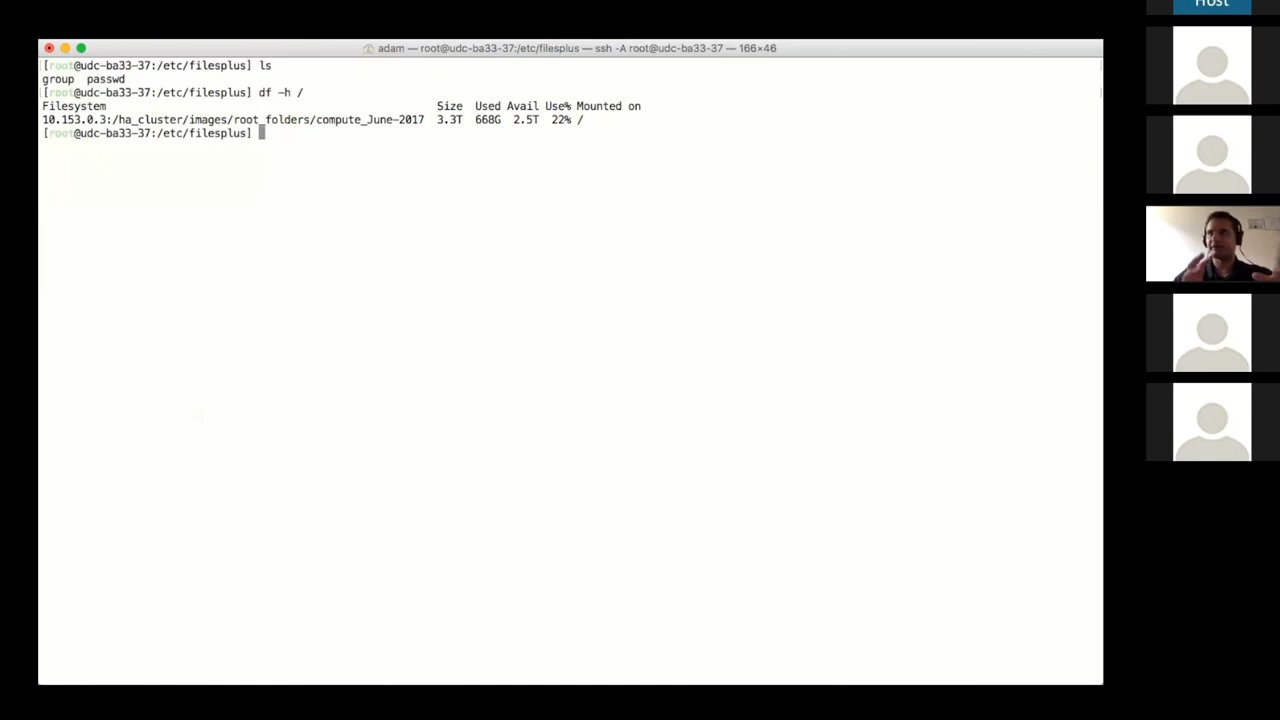 Host
adam — root@udc-ba33-37:/etc/filesplus — ssh -A root@udc-ba33-37 — 166×46
[root@udc-ba33-37:/etc/filesplus] ls
group  passwd
[root@udc-ba33-37:/etc/filesplus] df -h /
Filesystem Size Used Avail Use% Mounted on
10.153.0.3:/ha_cluster/images/root_folders/compute_June-2017 3.3T 668G 2.5T 22% /
[root@udc-ba33-37:/etc/filesplus]